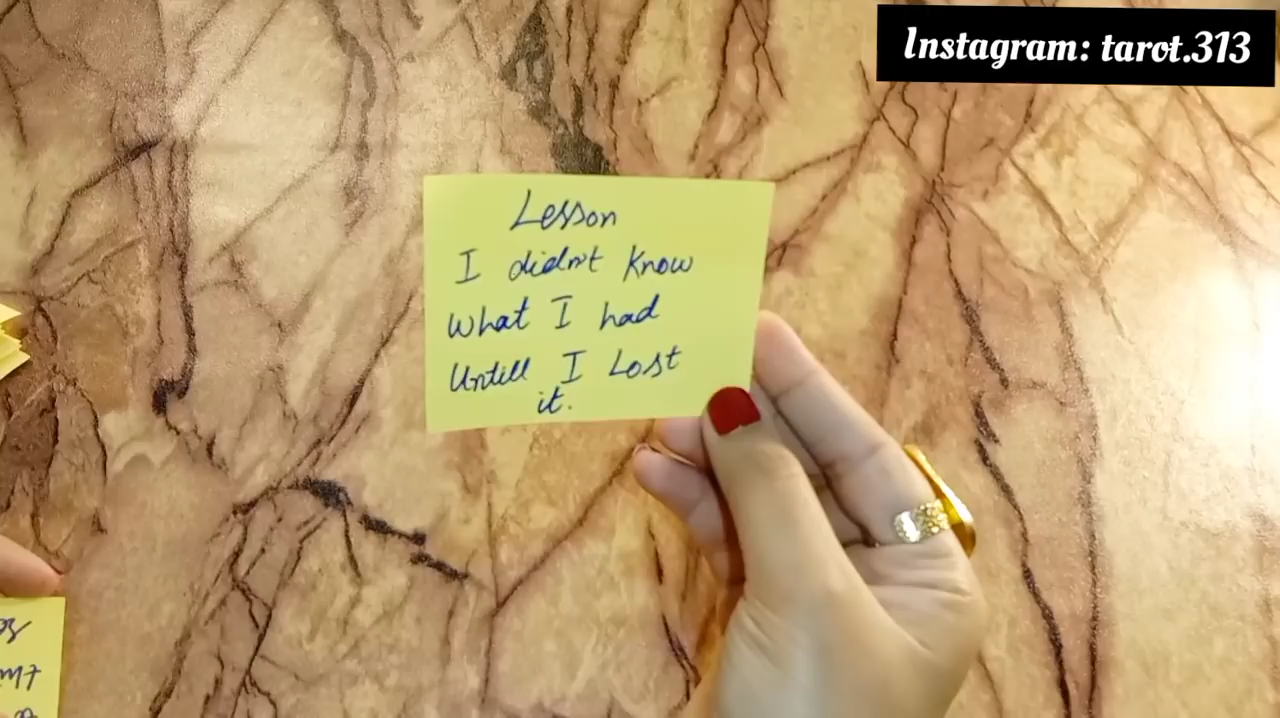 Instagram: tarot.313
Lesson
I didn't know
what I had
Untill I Lost
it.